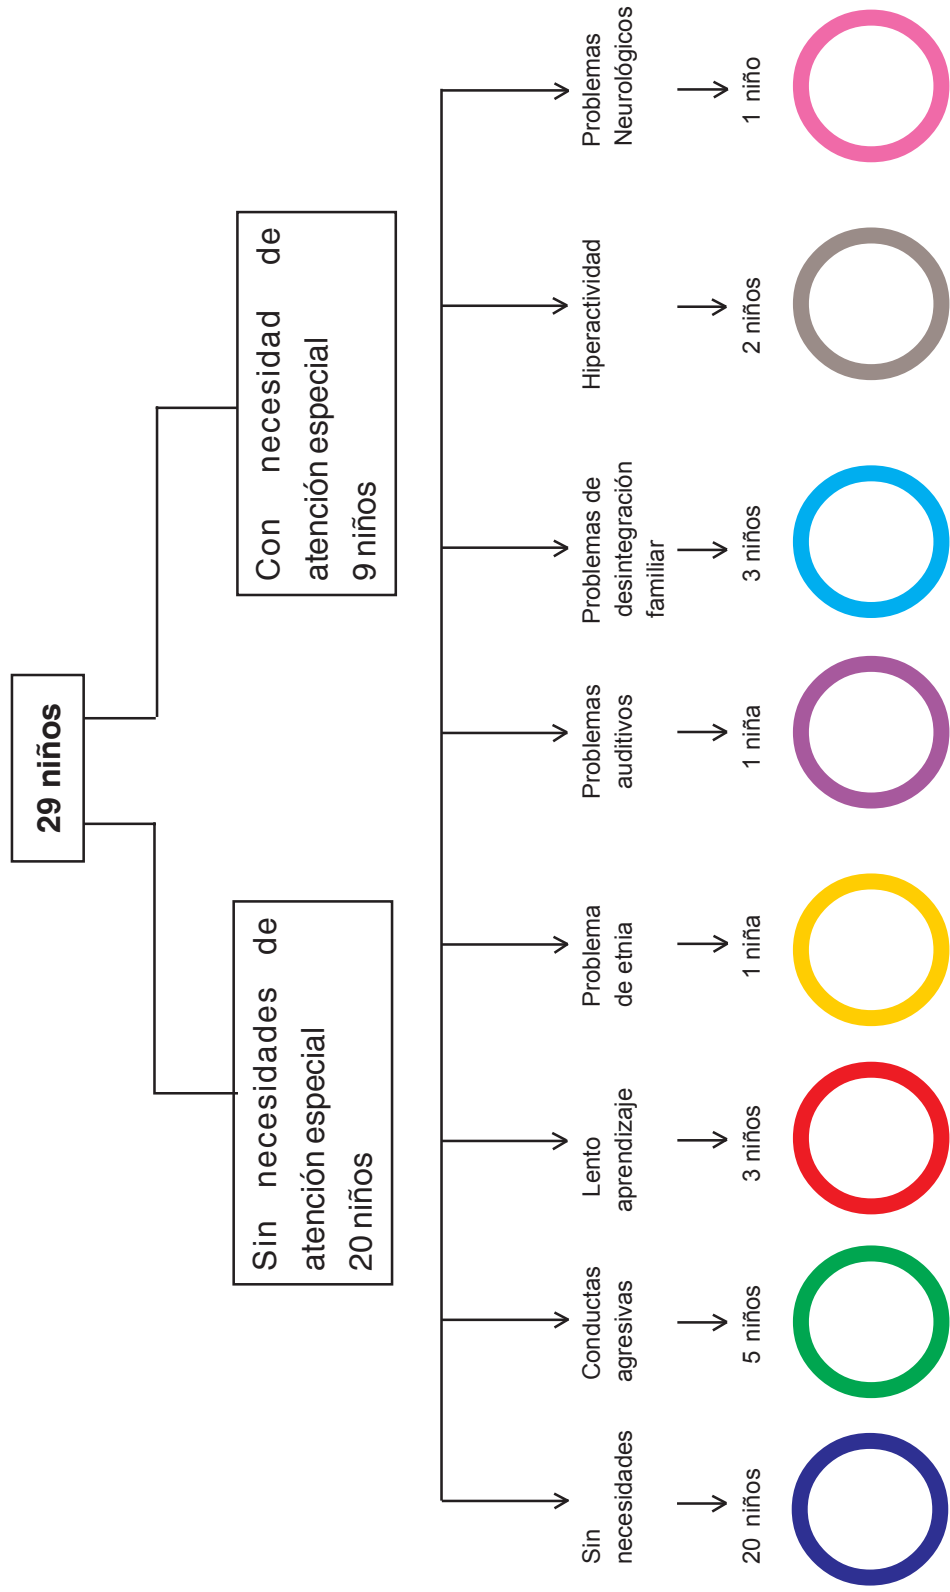 29 niños
Sin necesidades de
atención especial
20 niños
Con necesidad de
atención especial
9 niños
Sin
necesidades
20 niños
Conductas
agresivas
5 niños
Lento
aprendizaje
3 niños
Problema
de etnia
1 niña
Problemas
auditivos
1 niña
Problemas de
desintegración
familiar
3 niños
Hiperactividad
2 niños
Problemas
Neurológicos
1 niño